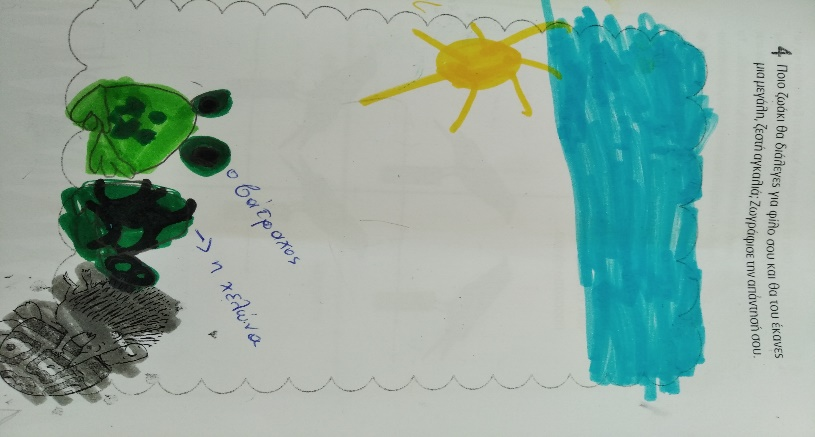 4 Ποιο ζωάκι θα διάλεγες για φίλο σου και θα του έκανες
μια μεγάλη, ζεστή αγκαλιά; Ζωγράφισε την απάντησή σου.
ο βάτραχος
→ η χελώνα